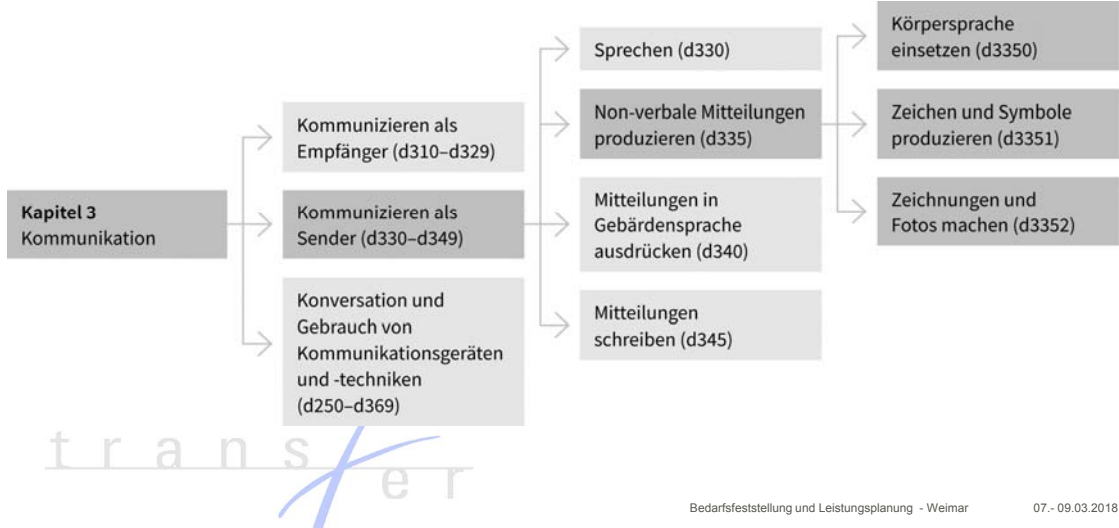 Kapitel 3
Kommunikation
Kommunizieren als
Empfänger (d310–d329)
Kommunizieren als
Sender (d330–d349)
Konversation und
Gebrauch von
Kommunikationsgeräten
und -techniken
(d250–d369)
Sprechen (d330)
Non-verbale Mitteilungen
produzieren (d335)
Mitteilungen in
Gebärdensprache
ausdrücken (d340)
Mitteilungen
schreiben (d345)
Körpersprache
einsetzen (d3350)
Zeichen und Symbole
produzieren (d3351)
Zeichnungen und
Fotos machen (d3352)
transfer
Bedarfsfeststellung und Leistungsplanung - Weimar 07.- 09.03.2018